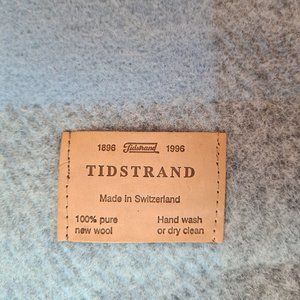 1896 Tidstrand 1996
TIDSTRAND
Made in Switzerland
100% pure Hand wash
new wool or dry clean